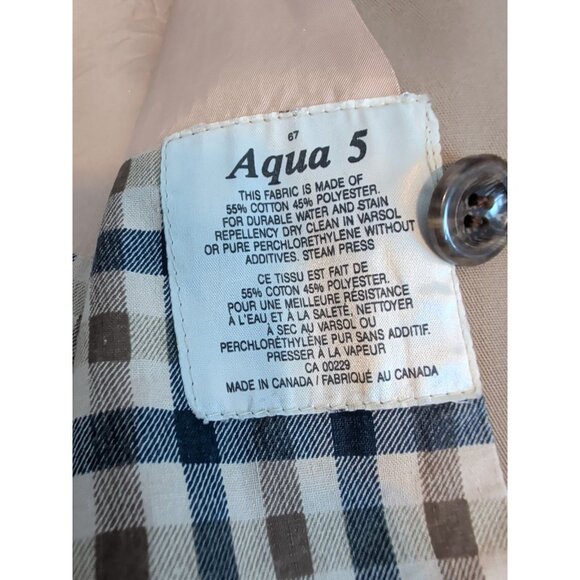 67
Aqua 5
THIS FABRIC IS MADE OF
55% COTTON 45% POLYESTER.
FOR DURABLE WATER AND STAIN
REPELLENCY DRY CLEAN IN VARSOL
OR PURE PERCHLORETHYLENE WITHOUT
ADDITIVES. STEAM PRESS
CE TISSU EST FAIT DE
55% COTON 45% POLYESTER.
POUR UNE MEILLEURE RÉSISTANCE
À L'EAU ET À LA SALETÉ, NETTOYER
À SEC AU VARSOL OU
PERCHLORÉTHYLÈNE PUR SANS ADDITIF.
PRESSER À LA VAPEUR
CA 00229
MADE IN CANADA / FABRIQUÉ AU CANADA